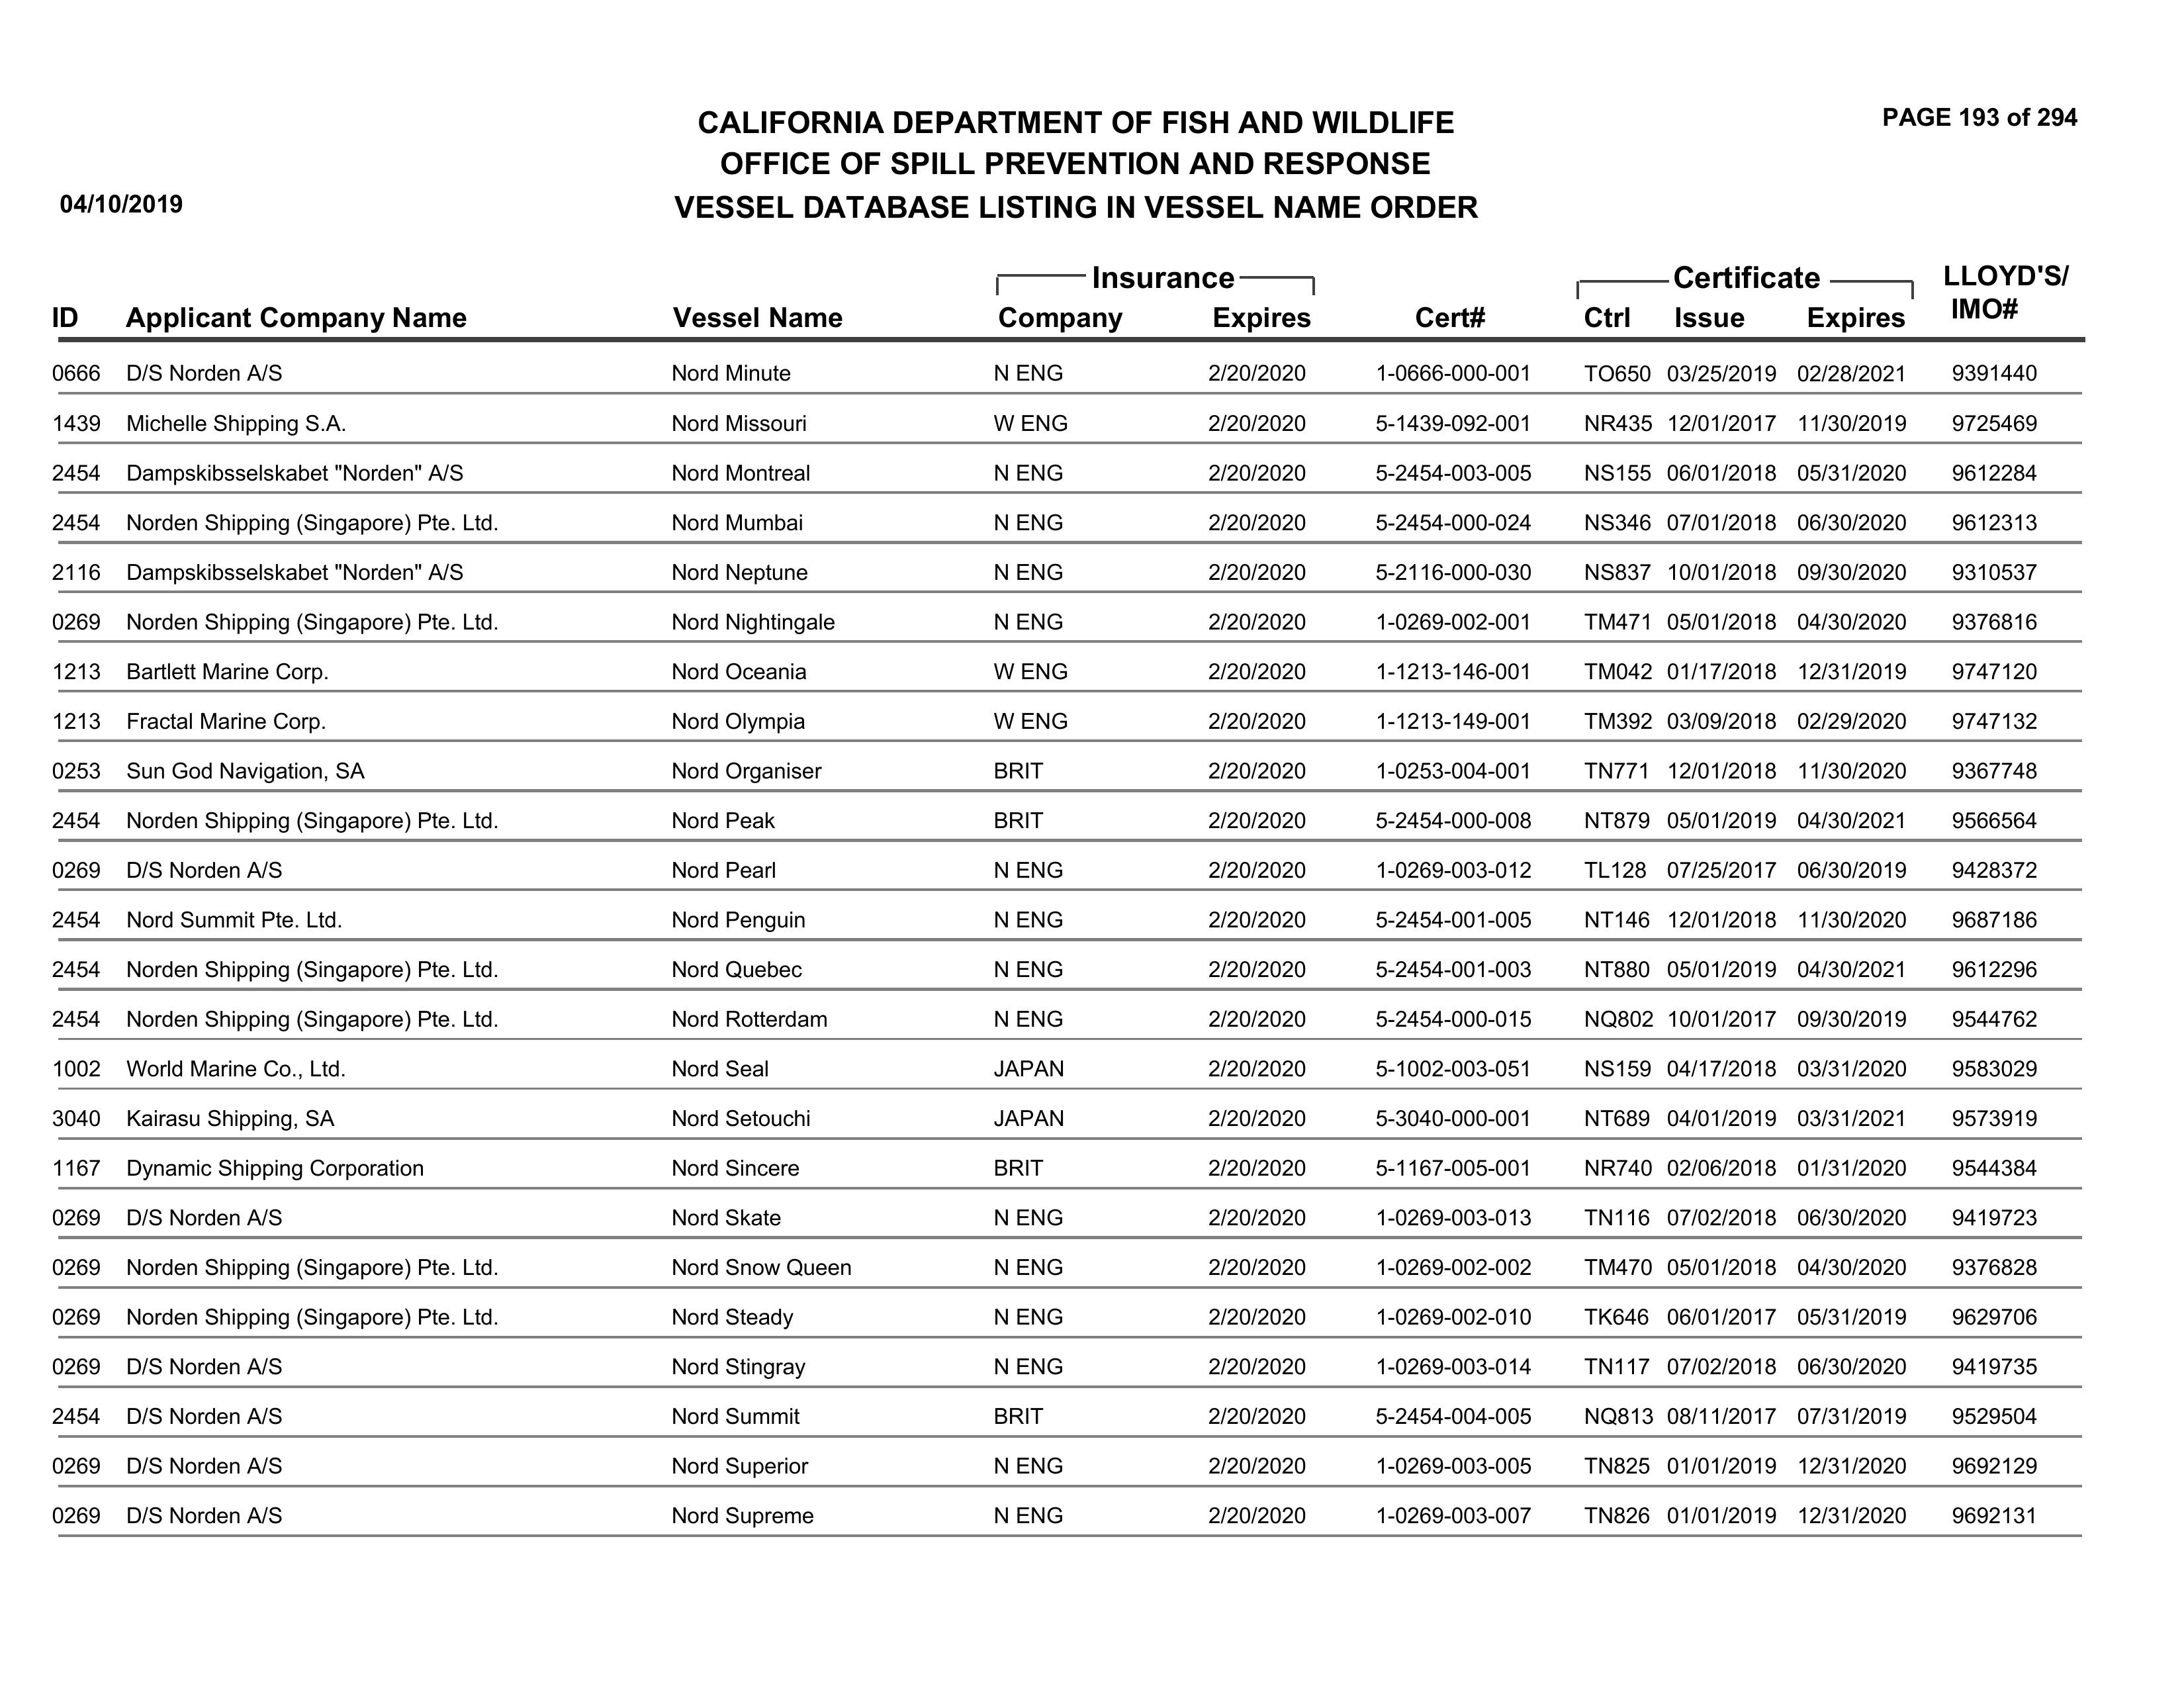 PAGE 193 of 294
CALIFORNIA DEPARTMENT OF FISH AND WILDLIFE
OFFICE OF SPILL PREVENTION AND RESPONSE
04/10/2019 VESSEL DATABASE LISTING IN VESSEL NAME ORDER
Insurance Certificate LLOYD'S/
ID Applicant Company Name Vessel Name Company Expires Cert# Ctrl Issue Expires IMO#
0666 D/S Norden A/S Nord Minute N ENG 2/20/2020 1-0666-000-001 TO650 03/25/2019 02/28/2021 9391440
1439 Michelle Shipping S.A. Nord Missouri W ENG 2/20/2020 5-1439-092-001 NR435 12/01/2017 11/30/2019 9725469
2454 Dampskibsselskabet "Norden" A/S Nord Montreal N ENG 2/20/2020 5-2454-003-005 NS155 06/01/2018 05/31/2020 9612284
2454 Norden Shipping (Singapore) Pte. Ltd. Nord Mumbai N ENG 2/20/2020 5-2454-000-024 NS346 07/01/2018 06/30/2020 9612313
2116 Dampskibsselskabet "Norden" A/S Nord Neptune N ENG 2/20/2020 5-2116-000-030 NS837 10/01/2018 09/30/2020 9310537
0269 Norden Shipping (Singapore) Pte. Ltd. Nord Nightingale N ENG 2/20/2020 1-0269-002-001 TM471 05/01/2018 04/30/2020 9376816
1213 Bartlett Marine Corp. Nord Oceania W ENG 2/20/2020 1-1213-146-001 TM042 01/17/2018 12/31/2019 9747120
1213 Fractal Marine Corp. Nord Olympia W ENG 2/20/2020 1-1213-149-001 TM392 03/09/2018 02/29/2020 9747132
0253 Sun God Navigation, SA Nord Organiser BRIT 2/20/2020 1-0253-004-001 TN771 12/01/2018 11/30/2020 9367748
2454 Norden Shipping (Singapore) Pte. Ltd. Nord Peak BRIT 2/20/2020 5-2454-000-008 NT879 05/01/2019 04/30/2021 9566564
0269 D/S Norden A/S Nord Pearl N ENG 2/20/2020 1-0269-003-012 TL128 07/25/2017 06/30/2019 9428372
2454 Nord Summit Pte. Ltd. Nord Penguin N ENG 2/20/2020 5-2454-001-005 NT146 12/01/2018 11/30/2020 9687186
2454 Norden Shipping (Singapore) Pte. Ltd. Nord Quebec N ENG 2/20/2020 5-2454-001-003 NT880 05/01/2019 04/30/2021 9612296
2454 Norden Shipping (Singapore) Pte. Ltd. Nord Rotterdam N ENG 2/20/2020 5-2454-000-015 NQ802 10/01/2017 09/30/2019 9544762
1002 World Marine Co., Ltd. Nord Seal JAPAN 2/20/2020 5-1002-003-051 NS159 04/17/2018 03/31/2020 9583029
3040 Kairasu Shipping, SA Nord Setouchi JAPAN 2/20/2020 5-3040-000-001 NT689 04/01/2019 03/31/2021 9573919
1167 Dynamic Shipping Corporation Nord Sincere BRIT 2/20/2020 5-1167-005-001 NR740 02/06/2018 01/31/2020 9544384
0269 D/S Norden A/S Nord Skate N ENG 2/20/2020 1-0269-003-013 TN116 07/02/2018 06/30/2020 9419723
0269 Norden Shipping (Singapore) Pte. Ltd. Nord Snow Queen N ENG 2/20/2020 1-0269-002-002 TM470 05/01/2018 04/30/2020 9376828
0269 Norden Shipping (Singapore) Pte. Ltd. Nord Steady N ENG 2/20/2020 1-0269-002-010 TK646 06/01/2017 05/31/2019 9629706
0269 D/S Norden A/S Nord Stingray N ENG 2/20/2020 1-0269-003-014 TN117 07/02/2018 06/30/2020 9419735
2454 D/S Norden A/S Nord Summit BRIT 2/20/2020 5-2454-004-005 NQ813 08/11/2017 07/31/2019 9529504
0269 D/S Norden A/S Nord Superior N ENG 2/20/2020 1-0269-003-005 TN825 01/01/2019 12/31/2020 9692129
0269 D/S Norden A/S Nord Supreme N ENG 2/20/2020 1-0269-003-007 TN826 01/01/2019 12/31/2020 9692131